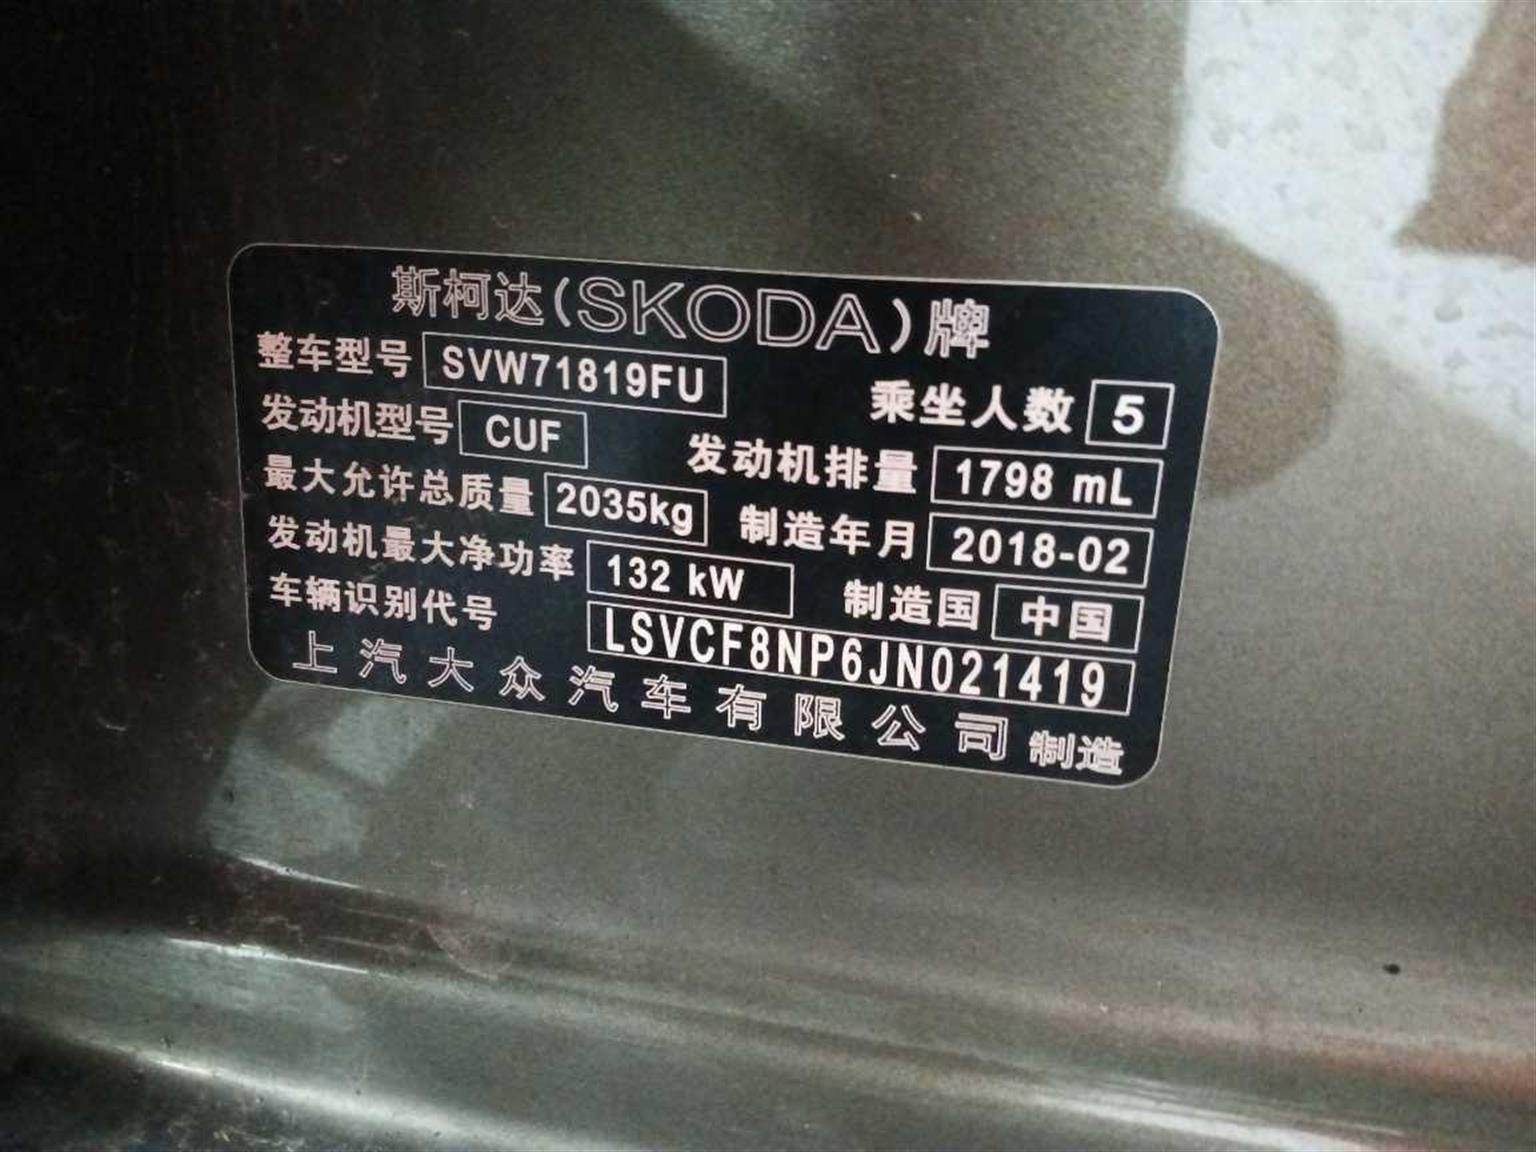 斯柯达(SKODA)牌
整车型号 SVW71819FU 乘坐人数 5
发动机型号 CUF 发动机排量 1798 mL
最大允许总质量 2035kg 制造年月 2018-02
发动机最大净功率 132 kW 制造国 中国
车辆识别代号 LSVCF8NP6JN021419
上汽大众汽车有限公司 制造